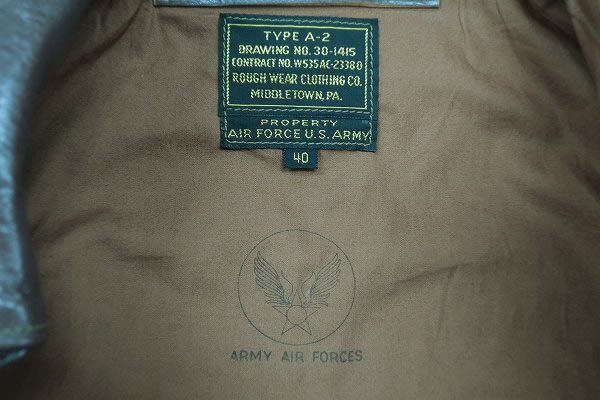 TYPE A-2
DRAWING NO. 30-1415
CONTRACT NO. W535AC-23380
ROUGH WEAR CLOTHING CO.
MIDDLETOWN, PA.
PROPERTY
AIR FORCE U.S. ARMY
40
ARMY AIR FORCES